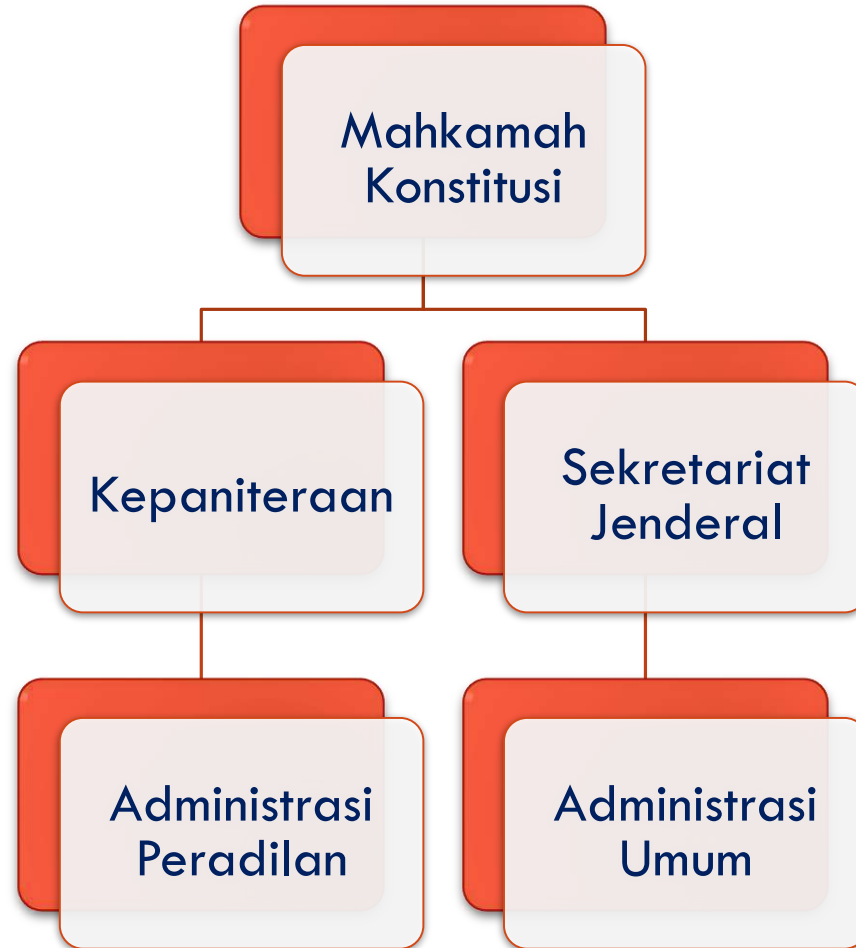 Mahkamah
Konstitusi
Kepaniteraan
Sekretariat
Jenderal
Administrasi
Peradilan
Administrasi
Umum